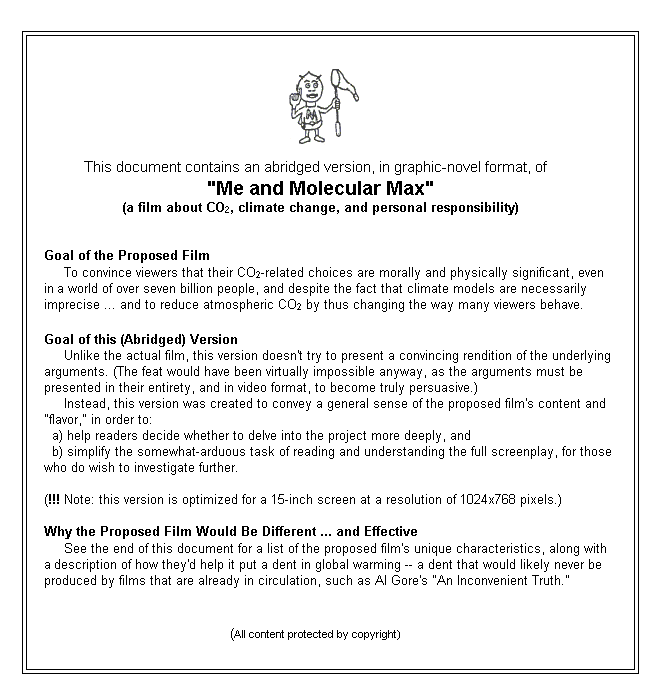 This document contains an abridged version, in graphic-novel format, of
"Me and Molecular Max"
(a film about CO₂, climate change, and personal responsibility)
Goal of the Proposed Film
To convince viewers that their CO₂-related choices are morally and physically significant, even
in a world of over seven billion people, and despite the fact that climate models are necessarily
imprecise ... and to reduce atmospheric CO₂ by thus changing the way many viewers behave.
Goal of this (Abridged) Version
Unlike the actual film, this version doesn't try to present a convincing rendition of the underlying
arguments. (The feat would have been virtually impossible anyway, as the arguments must be
presented in their entirety, and in video format, to become truly persuasive.)
Instead, this version was created to convey a general sense of the proposed film's content and
"flavor," in order to:
a) help readers decide whether to delve into the project more deeply, and
b) simplify the somewhat-arduous task of reading and understanding the full screenplay, for those
who do wish to investigate further.
(!!! Note: this version is optimized for a 15-inch screen at a resolution of 1024x768 pixels.)
Why the Proposed Film Would Be Different ... and Effective
See the end of this document for a list of the proposed film's unique characteristics, along with
a description of how they'd help it put a dent in global warming -- a dent that would likely never be
produced by films that are already in circulation, such as Al Gore's "An Inconvenient Truth."
(All content protected by copyright)